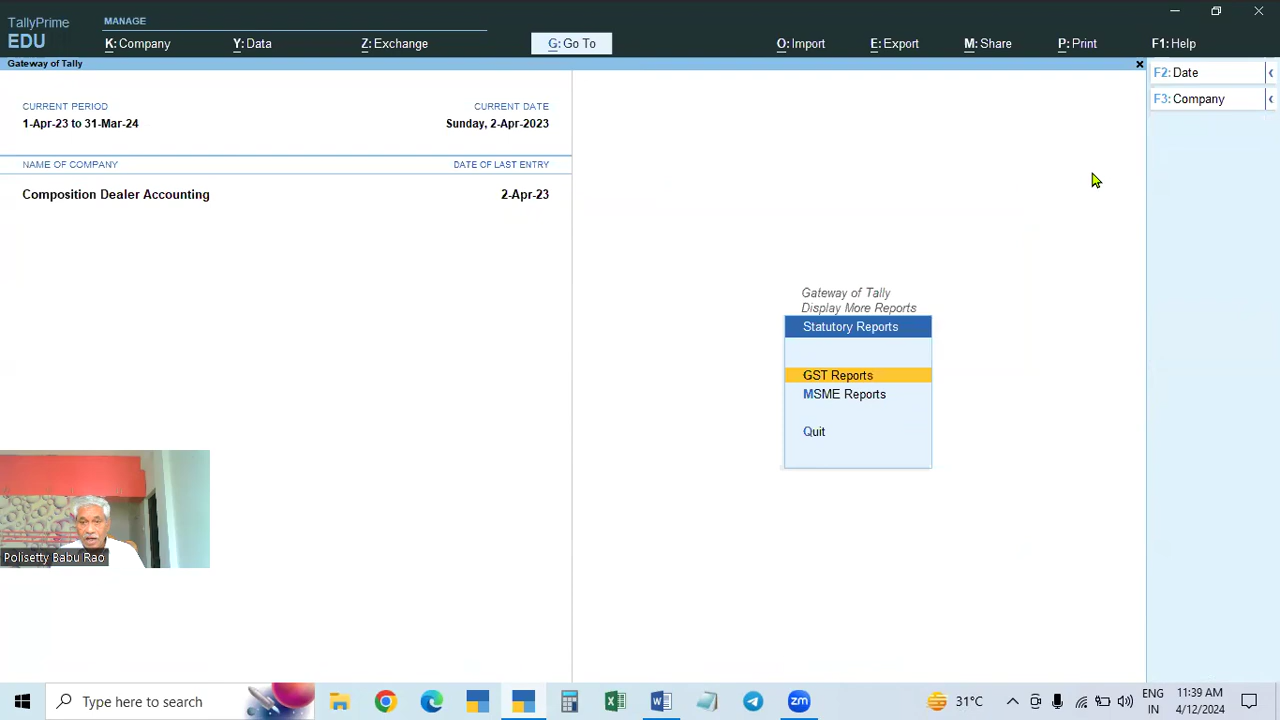 TallyPrime
EDU
MANAGE
K: Company
Y: Data
Z: Exchange
G: Go To
O: Import
E: Export
M: Share
P: Print
F1: Help
Gateway of Tally
F2: Date
F3: Company
CURRENT PERIOD
CURRENT DATE
1-Apr-23 to 31-Mar-24
Sunday, 2-Apr-2023
NAME OF COMPANY
DATE OF LAST ENTRY
Composition Dealer Accounting
2-Apr-23
Gateway of Tally
Display More Reports
Statutory Reports
GST Reports
MSME Reports
Quit
Polisetty Babu Rao
Type here to search
zm
31°C
ENG
IN
11:39 AM
4/12/2024